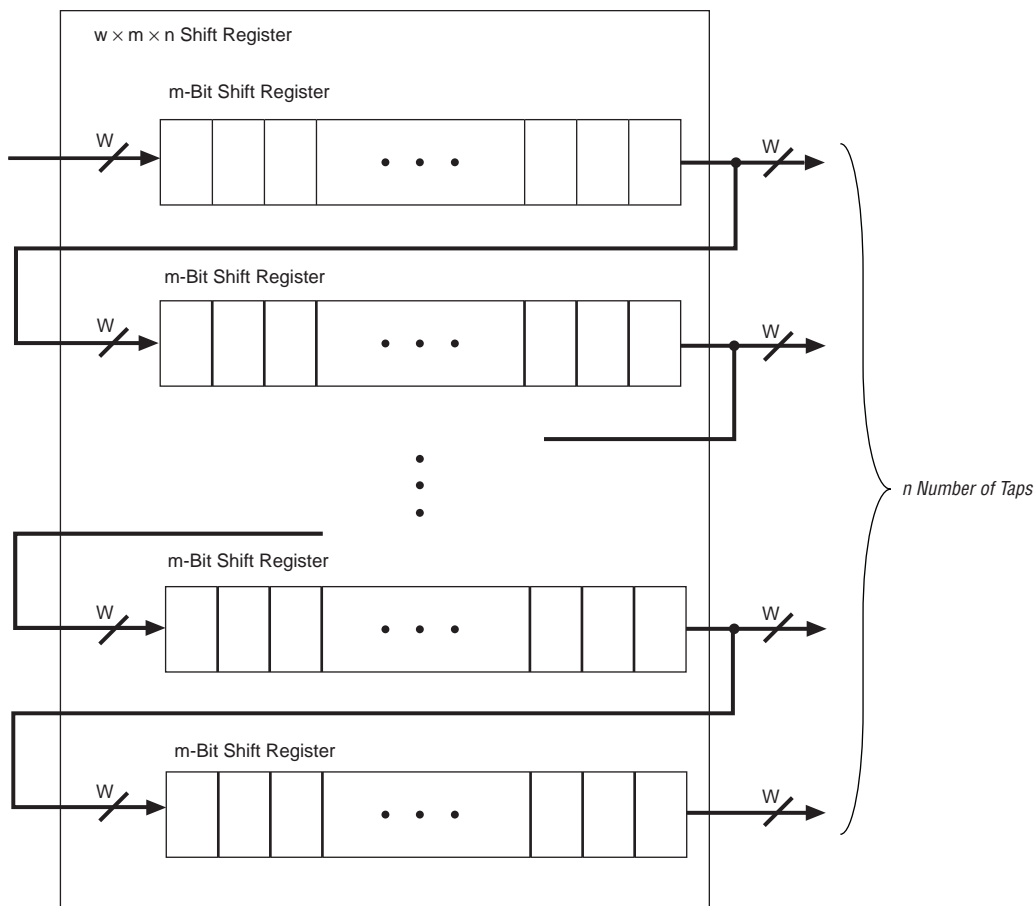 w × m × n Shift Register
m-Bit Shift Register
W
W
m-Bit Shift Register
W
W
n Number of Taps
m-Bit Shift Register
W
W
m-Bit Shift Register
W
W